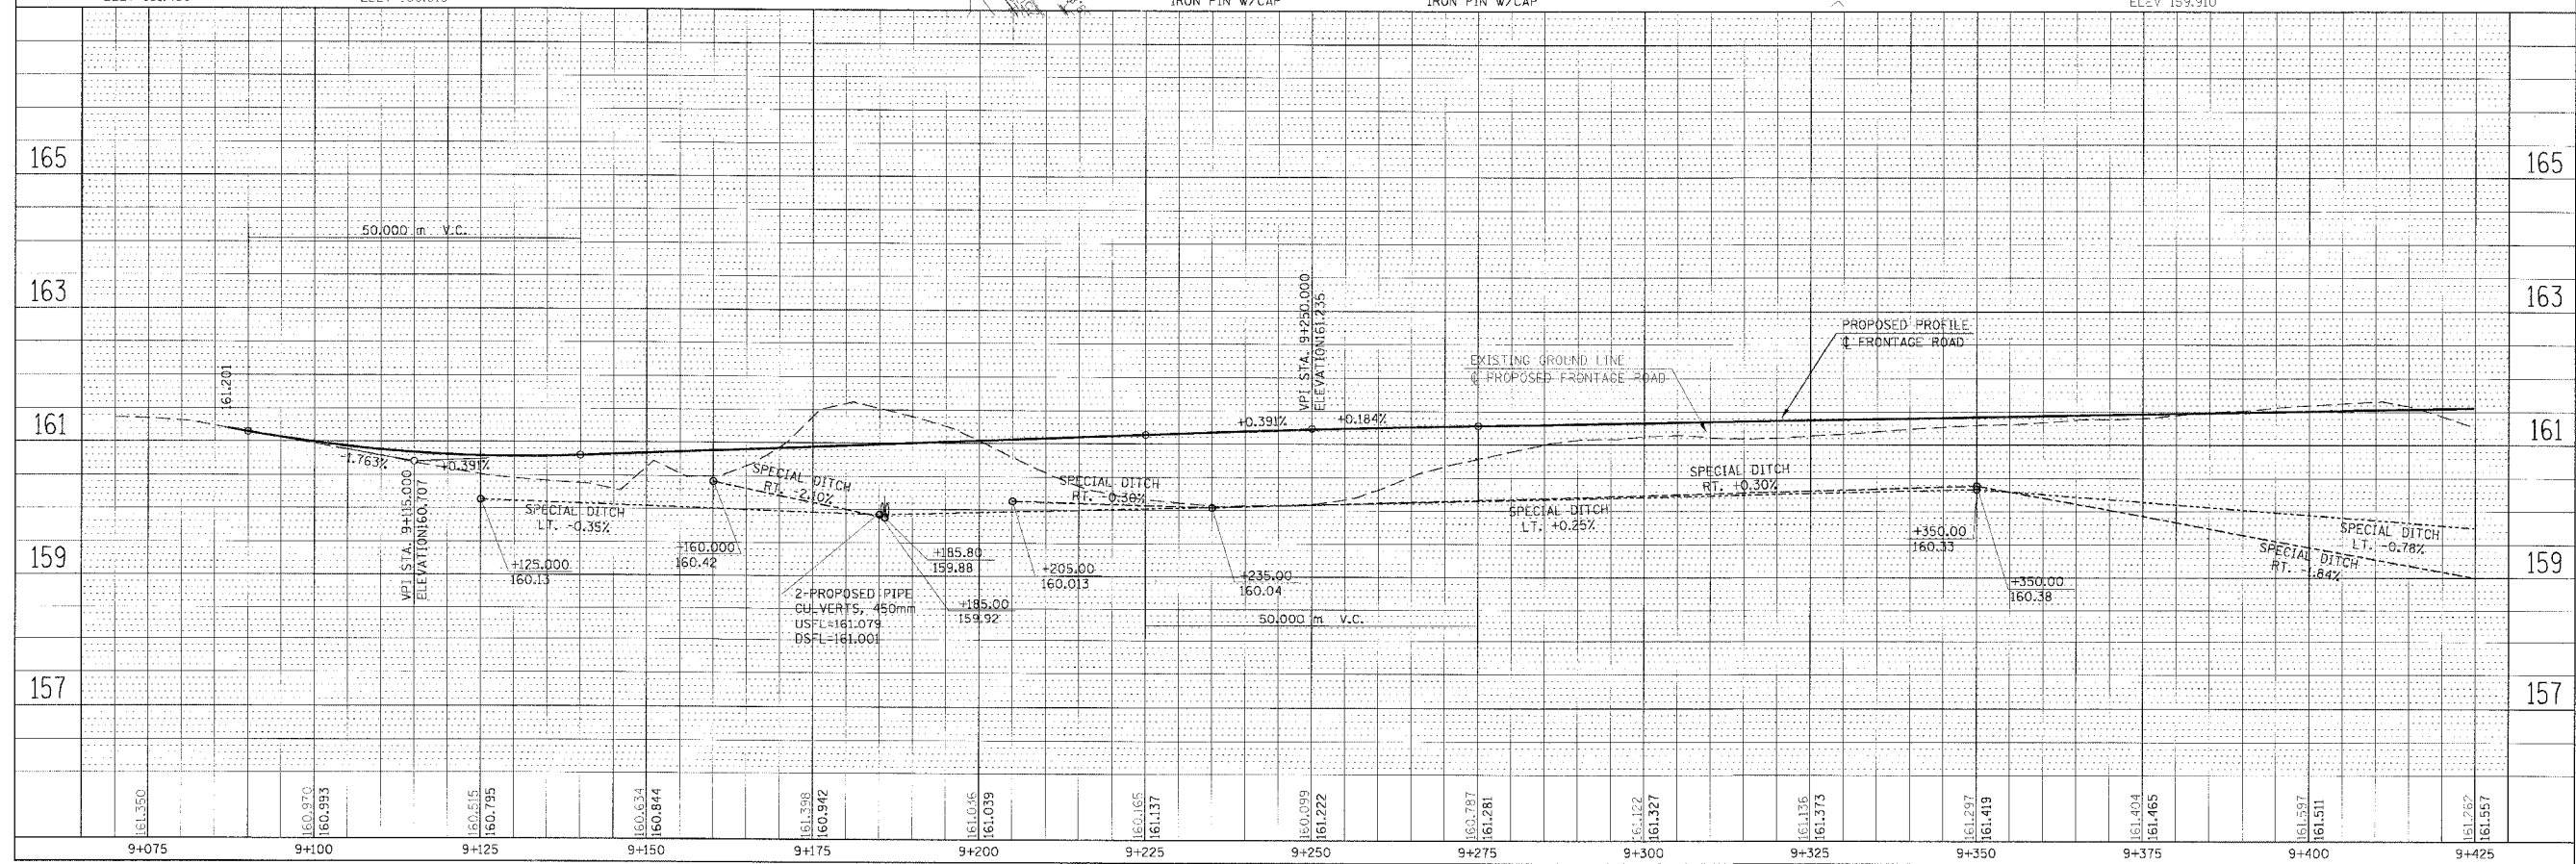 IRON PIN W/CAP
IRON PIN W/CAP
ELEV 159.910
165
165
50.000 m V.C.
163
163
VPI STA. 9+250.000
ELEVATION161.235
PROPOSED PROFILE
℄ FRONTAGE ROAD
EXISTING GROUND LINE
℄ PROPOSED FRONTAGE ROAD
161.201
161
161
+0.391%
+0.184%
-1.763%
+0.391%
VPI STA. 9+115.000
ELEVATION160.707
SPECIAL DITCH
RT. -2.10%
SPECIAL DITCH
RT. -0.30%
SPECIAL DITCH
RT. +0.30%
SPECIAL DITCH
LT. -0.35%
SPECIAL DITCH
LT. +0.25%
SPECIAL DITCH
LT. -0.78%
SPECIAL DITCH
RT. -1.84%
159
159
+125.000
160.13
+160.000
160.42
+185.80
159.88
+205.00
160.013
+235.00
160.04
+350.00
160.33
+350.00
160.38
2-PROPOSED PIPE
CULVERTS, 450mm
USFL=161.079
DSFL=161.001
+185.00
159.92
50.000 m V.C.
157
157
161.350
160.970
160.993
160.515
160.795
160.634
160.844
161.398
160.942
161.036
161.039
160.165
161.137
160.099
161.222
160.787
161.281
161.122
161.327
161.136
161.373
161.297
161.419
161.404
161.465
161.597
161.511
161.262
161.557
9+075
9+100
9+125
9+150
9+175
9+200
9+225
9+250
9+275
9+300
9+325
9+350
9+375
9+400
9+425